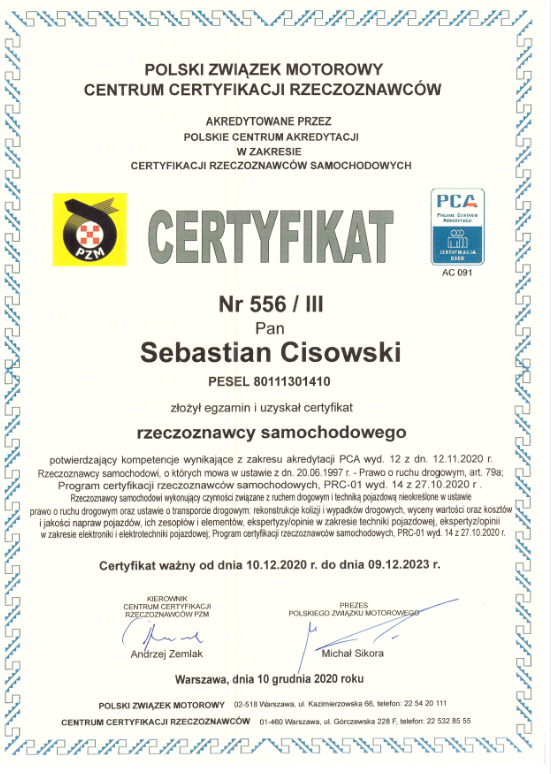 POLSKI ZWIĄZEK MOTOROWY
CENTRUM CERTYFIKACJI RZECZOZNAWCÓW
AKREDYTOWANE PRZEZ
POLSKIE CENTRUM AKREDYTACJI
W ZAKRESIE
CERTYFIKACJI RZECZOZNAWCÓW SAMOCHODOWYCH
PZM
CERTYFIKAT
PCA
POLSKIE CENTRUM
AKREDYTACJI
CERTYFIKACJA
OSÓB
AC 091
Nr 556 / III
Pan
Sebastian Cisowski
PESEL 80111301410
złożył egzamin i uzyskał certyfikat
rzeczoznawcy samochodowego
potwierdzający kompetencje wynikające z zakresu akredytacji PCA wyd. 12 z dn. 12.11.2020 r.
Rzeczoznawcy samochodowi, o których mowa w ustawie z dn. 20.06.1997 - Prawo o ruchu drogowym, art. 79a;
Program certyfikacji rzeczoznawców samochodowych, PRC-01 wyd. 14 z 27.10.2020 r .
Rzeczoznawcy samochodowi wykonujący czynności związane z ruchem drogowym i techniką pojazdową nieokreślone w ustawie
prawo o ruchu drogowym oraz ustawie o transporcie drogowym: rekonstrukcje kolizji i wypadków drogowych, wyceny wartości oraz kosztów
i jakości napraw pojazdów, ich zespołów i elementów, ekspertyzy/opinie w zakresie techniki pojazdowej, ekspertyz/opinii
w zakresie elektroniki i elektrotechniki pojazdowej; Program certyfikacji rzeczoznawców samochodowych, PRC-01 wyd. 14 z 27.10.2020 r.
Certyfikat ważny od dnia 10.12.2020 r. do dnia 09.12.2023 r.
KIEROWNIK
CENTRUM CERTYFIKACJI
RZECZOZNAWCÓW PZM
Andrzej Zemlak
PREZES
POLSKIEGO ZWIĄZKU MOTOROWEGO
Michał Sikora
Warszawa, dnia 10 grudnia 2020 roku
POLSKI ZWIĄZEK MOTOROWY 02-518 Warszawa, ul. Kazimierzowska 66, telefon: 22 54 20 111
CENTRUM CERTYFIKACJI RZECZOZNAWCÓW 01-460 Warszawa, ul. Górczewska 228 F, telefon: 22 532 85 55